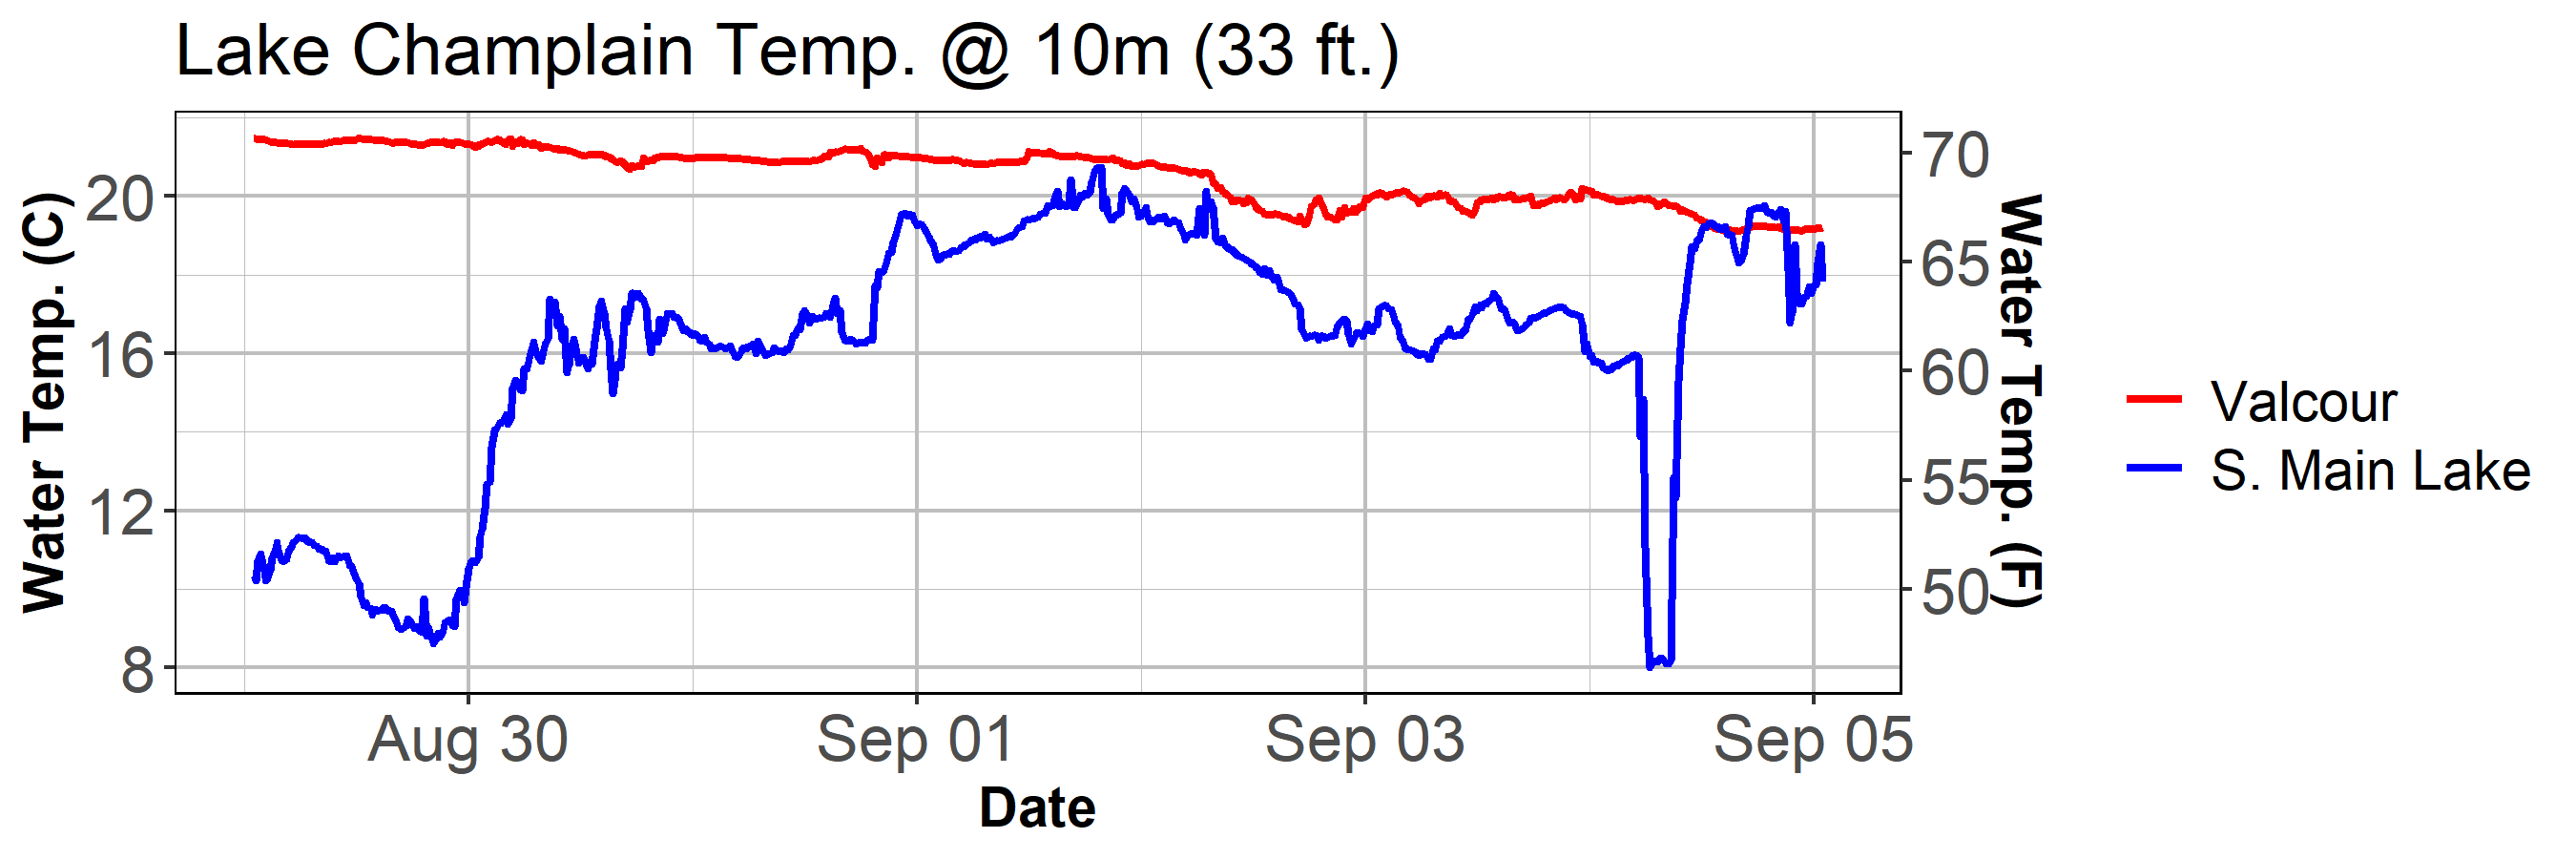 Lake Champlain Temp. @ 10m (33 ft.)
Water Temp. (C)
20
16
12
8
70
65
60
55
50
Water Temp. (F)
Aug 30
Sep 01
Sep 03
Sep 05
Date
Valcour
S. Main Lake